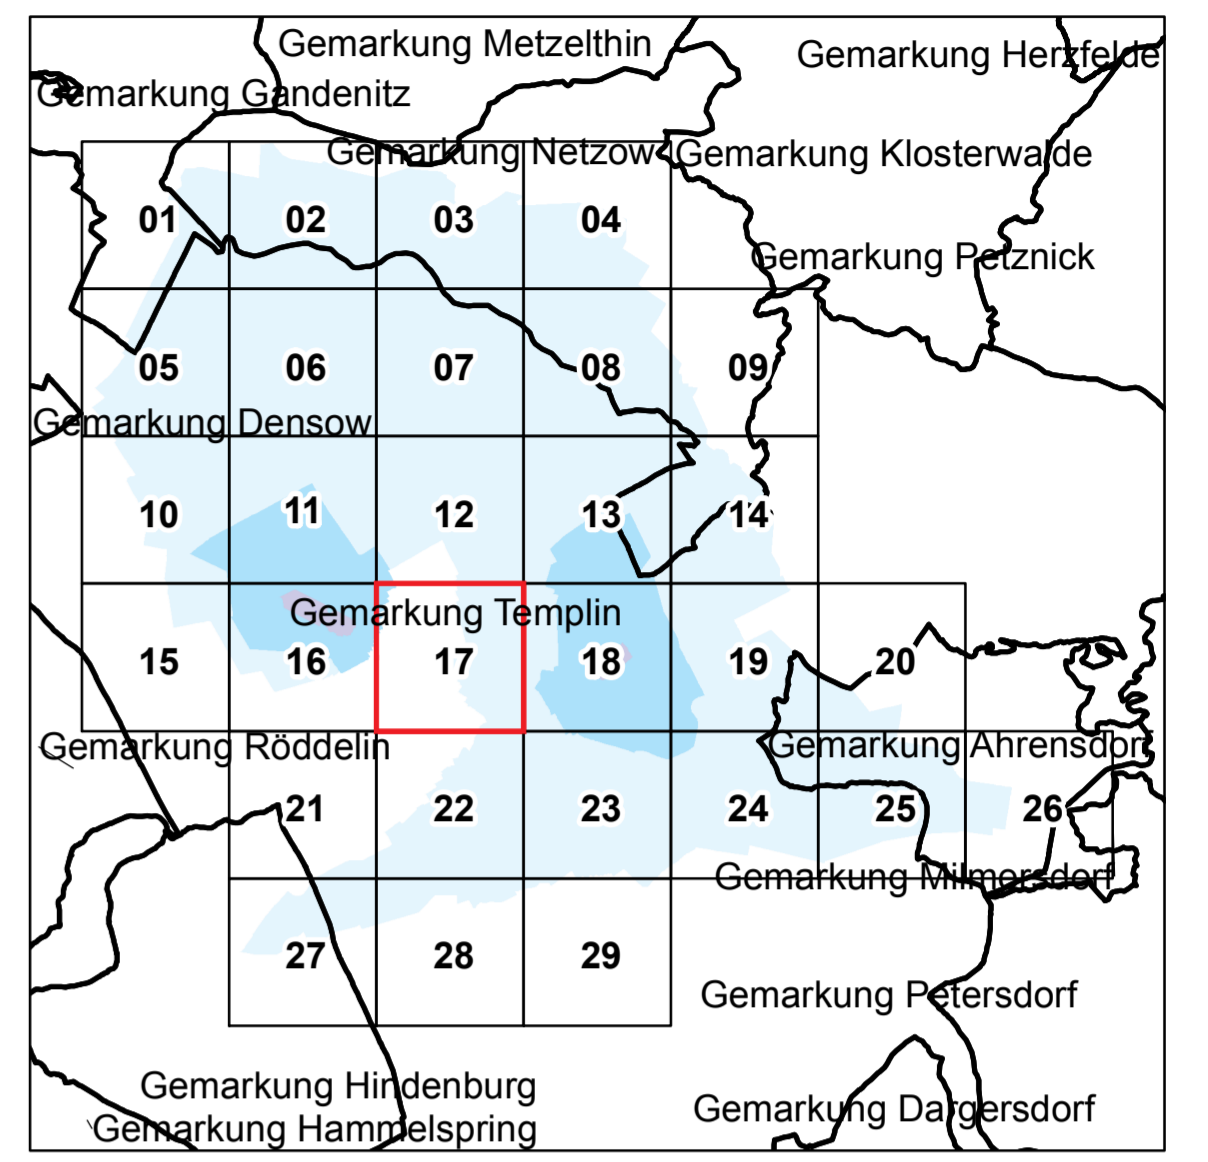 Gemarkung Metzelthin
Gemarkung Herzfelde
Gemarkung Gandenitz
Gemarkung Netzow
Gemarkung Klosterwalde
01 02 03 04
Gemarkung Petznick
05 06 07 08 09
Gemarkung Densow
10 11 12 13 14
Gemarkung Templin
15 16 17 18 19 20
Gemarkung Röddelin
Gemarkung Ahrensdorf
21 22 23 24 25 26
Gemarkung Milmersdorf
27 28 29
Gemarkung Petersdorf
Gemarkung Hindenburg
Gemarkung Dargersdorf
Gemarkung Hammelspring